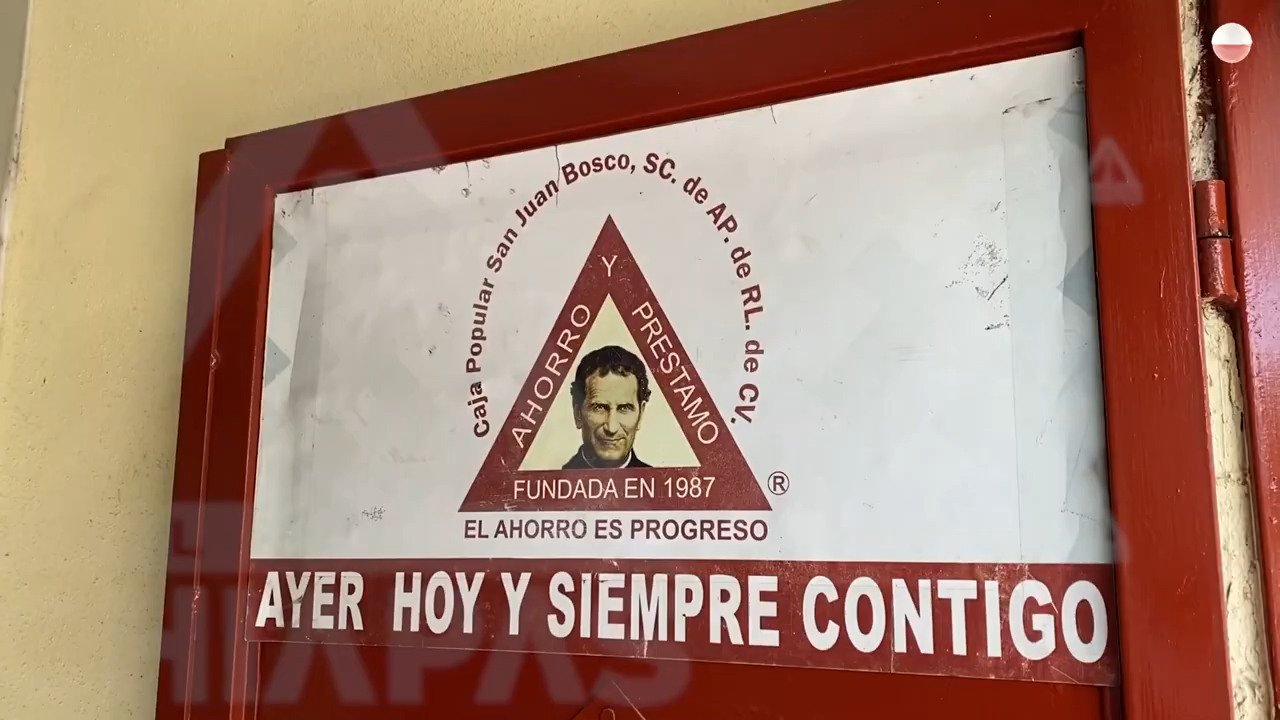 Caja Popular San Juan Bosco, SC. de AP. de RL. de CV.
AHORRO Y PRESTAMO
FUNDADA EN 1987
®
EL AHORRO ES PROGRESO
AYER HOY Y SIEMPRE CONTIGO
HIAPAS